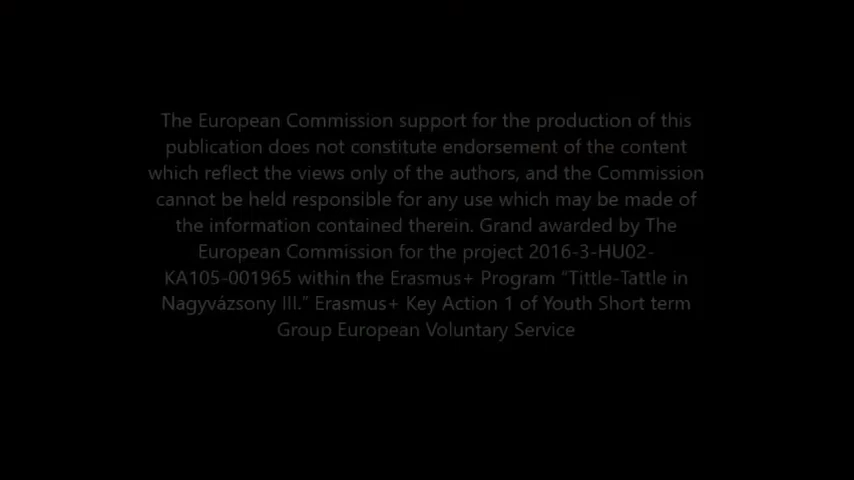 The European Commission support for the production of this
publication does not constitute endorsement of the content
which reflect the views only of the authors, and the Commission
cannot be held responsible for any use which may be made of
the information contained therein. Grand awarded by The
European Commission for the project 2016-3-HU02-
KA105-001965 within the Erasmus+ Program “Tittle-Tattle in
Nagyvázsony III.” Erasmus+ Key Action 1 of Youth Short term
Group European Voluntary Service